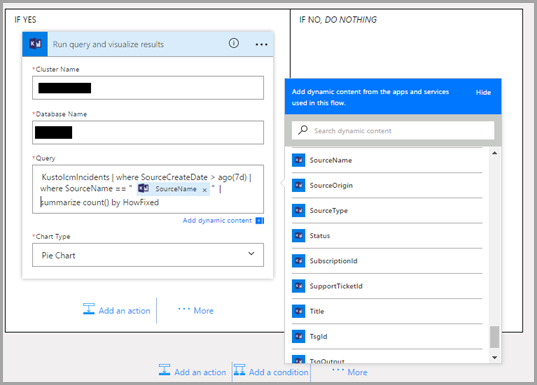 IF YES
IF NO, DO NOTHING
Run query and visualize results
*Cluster Name
*Database Name
*Query
KustoIcmIncidents | where SourceCreateDate > ago(7d) |
where SourceName == " SourceName × " |
summarize count() by HowFixed
Add dynamic content
*Chart Type
Pie Chart
Add an action
More
Add dynamic content from the apps and services
used in this flow.
Hide
Search dynamic content
SourceName
SourceOrigin
SourceType
Status
SubscriptionId
SupportTicketId
Title
TsgId
TsgOutput
Add an action
Add a condition
More